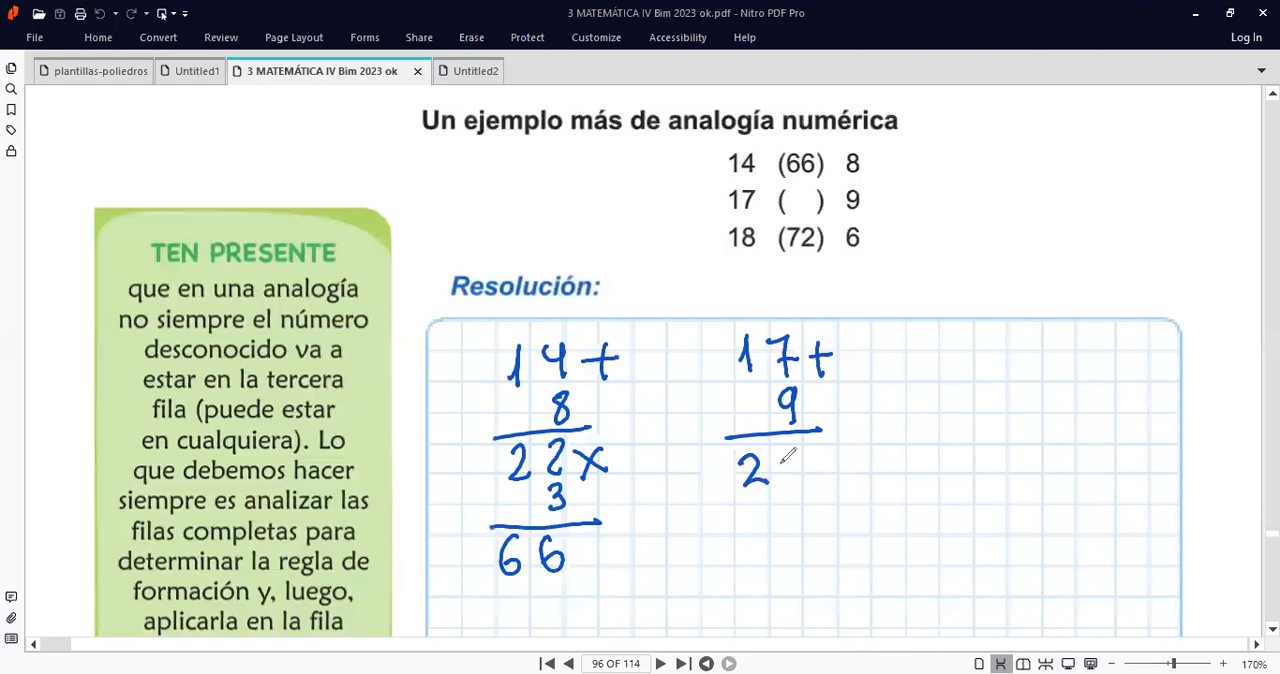 3 MATEMÁTICA IV Bim 2023 ok.pdf - Nitro PDF Pro
File Home Convert Review Page Layout Forms Share Erase Protect Customize Accessibility Help Log In
plantillas-poliedros Untitled1 3 MATEMÁTICA IV Bim 2023 ok Untitled2
Un ejemplo más de analogía numérica
14 (66) 8
17 ( ) 9
18 (72) 6
TEN PRESENTE
que en una analogía
no siempre el número
desconocido va a
estar en la tercera
fila (puede estar
en cualquiera). Lo
que debemos hacer
siempre es analizar las
filas completas para
determinar la regla de
formación y, luego,
aplicarla en la fila
Resolución:
14+
8
22x
3
66
17+
9
2
96 OF 114
170%